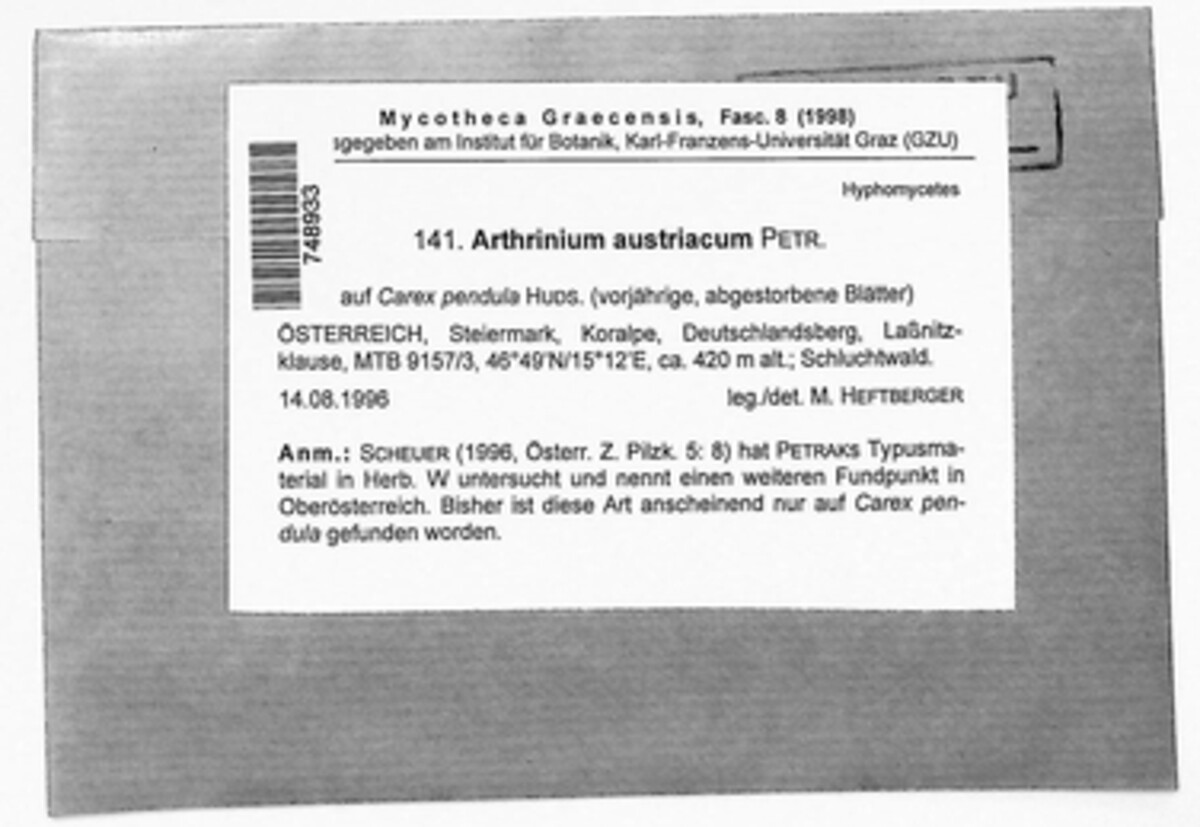 Mycotheca Graecensis, Fasc. 8 (1998)
sgegeben am Institut für Botanik, Karl-Franzens-Universität Graz (GZU)
748933
Hyphomycetes
141. Arthrinium austriacum PETR.
auf Carex pendula HUDS. (vorjährige, abgestorbene Blätter)
ÖSTERREICH, Steiermark, Koralpe, Deutschlandsberg, Laßnitz-
klause, MTB 9157/3, 46°49'N/15°12'E, ca. 420 m alt.; Schluchtwald.
14.08.1996 leg./det. M. HEFTBERGER
Anm.: SCHEUER (1996, Österr. Z. Pilzk. 5: 8) hat PETRAKS Typusma-
terial in Herb. W untersucht und nennt einen weiteren Fundpunkt in
Oberösterreich. Bisher ist diese Art anscheinend nur auf Carex pen-
dula gefunden worden.